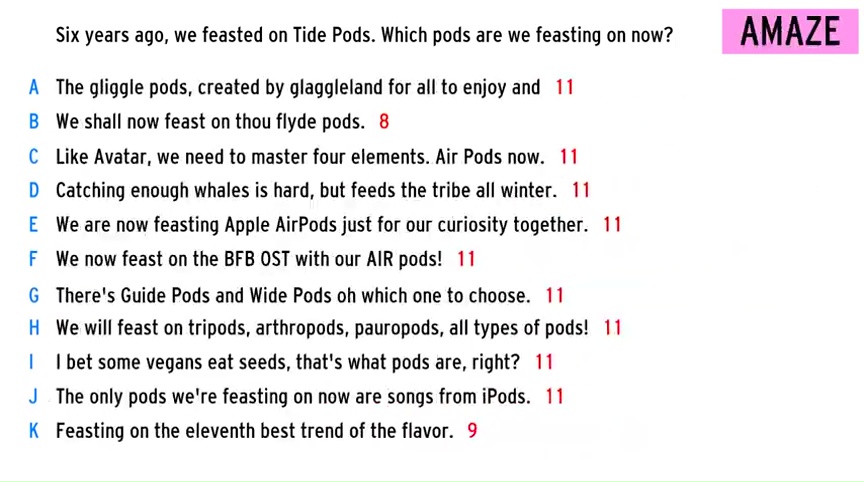 Six years ago, we feasted on Tide Pods. Which pods are we feasting on now?
AMAZE
A The gliggle pods, created by glaggleland for all to enjoy and 11
B We shall now feast on thou flyde pods. 8
C Like Avatar, we need to master four elements. Air Pods now. 11
D Catching enough whales is hard, but feeds the tribe all winter. 11
E We are now feasting Apple AirPods just for our curiosity together. 11
F We now feast on the BFB OST with our AIR pods! 11
G There's Guide Pods and Wide Pods oh which one to choose. 11
H We will feast on tripods, arthropods, pauropods, all types of pods! 11
I I bet some vegans eat seeds, that's what pods are, right? 11
J The only pods we're feasting on now are songs from iPods. 11
K Feasting on the eleventh best trend of the flavor. 9